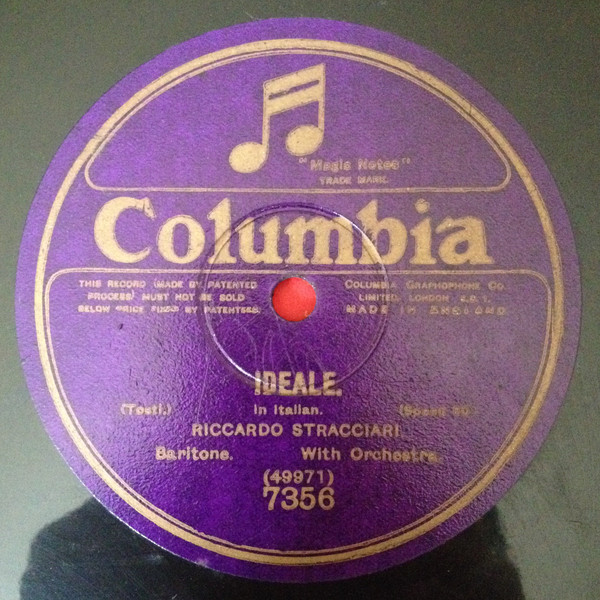 "Magic Notes"
TRADE MARK.
Columbia
THIS RECORD (MADE BY PATENTED
PROCESS) MUST NOT BE SOLD
BELOW PRICE FIXED BY PATENTEES.
COLUMBIA GRAPHOPHONE CO.
LIMITED. LONDON E.C.1.
MADE IN ENGLAND.
IDEALE.
(Tosti.) In Italian. (Speed 80)
RICCARDO STRACCIARI.
Baritone. With Orchestra.
(49971)
7356